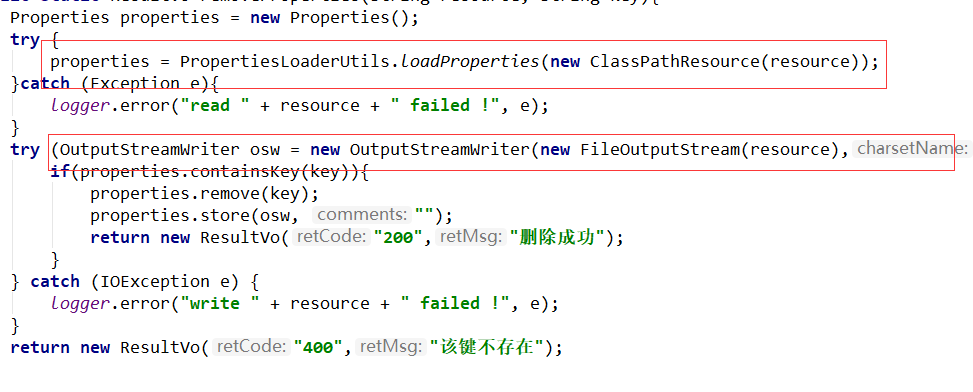 Properties properties = new Properties();
try {
properties = PropertiesLoaderUtils.loadProperties(new ClassPathResource(resource));
}catch (Exception e){
logger.error("read " + resource + " failed !", e);
}
try (OutputStreamWriter osw = new OutputStreamWriter(new FileOutputStream(resource), charsetName:
if(properties.containsKey(key)){
properties.remove(key);
properties.store(osw, comments: "");
return new ResultVo( retCode: "200", retMsg: "删除成功");
}
} catch (IOException e) {
logger.error("write " + resource + " failed !", e);
}
return new ResultVo( retCode: "400", retMsg: "该键不存在");